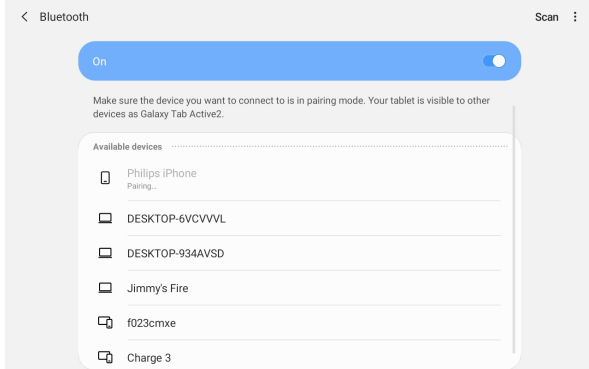 Bluetooth
Scan
On
Make sure the device you want to connect to is in pairing mode. Your tablet is visible to other
devices as Galaxy Tab Active2.
Available devices
Philips iPhone
Pairing...
DESKTOP-6VCVVVL
DESKTOP-934AVSD
Jimmy's Fire
f023cmxe
Charge 3